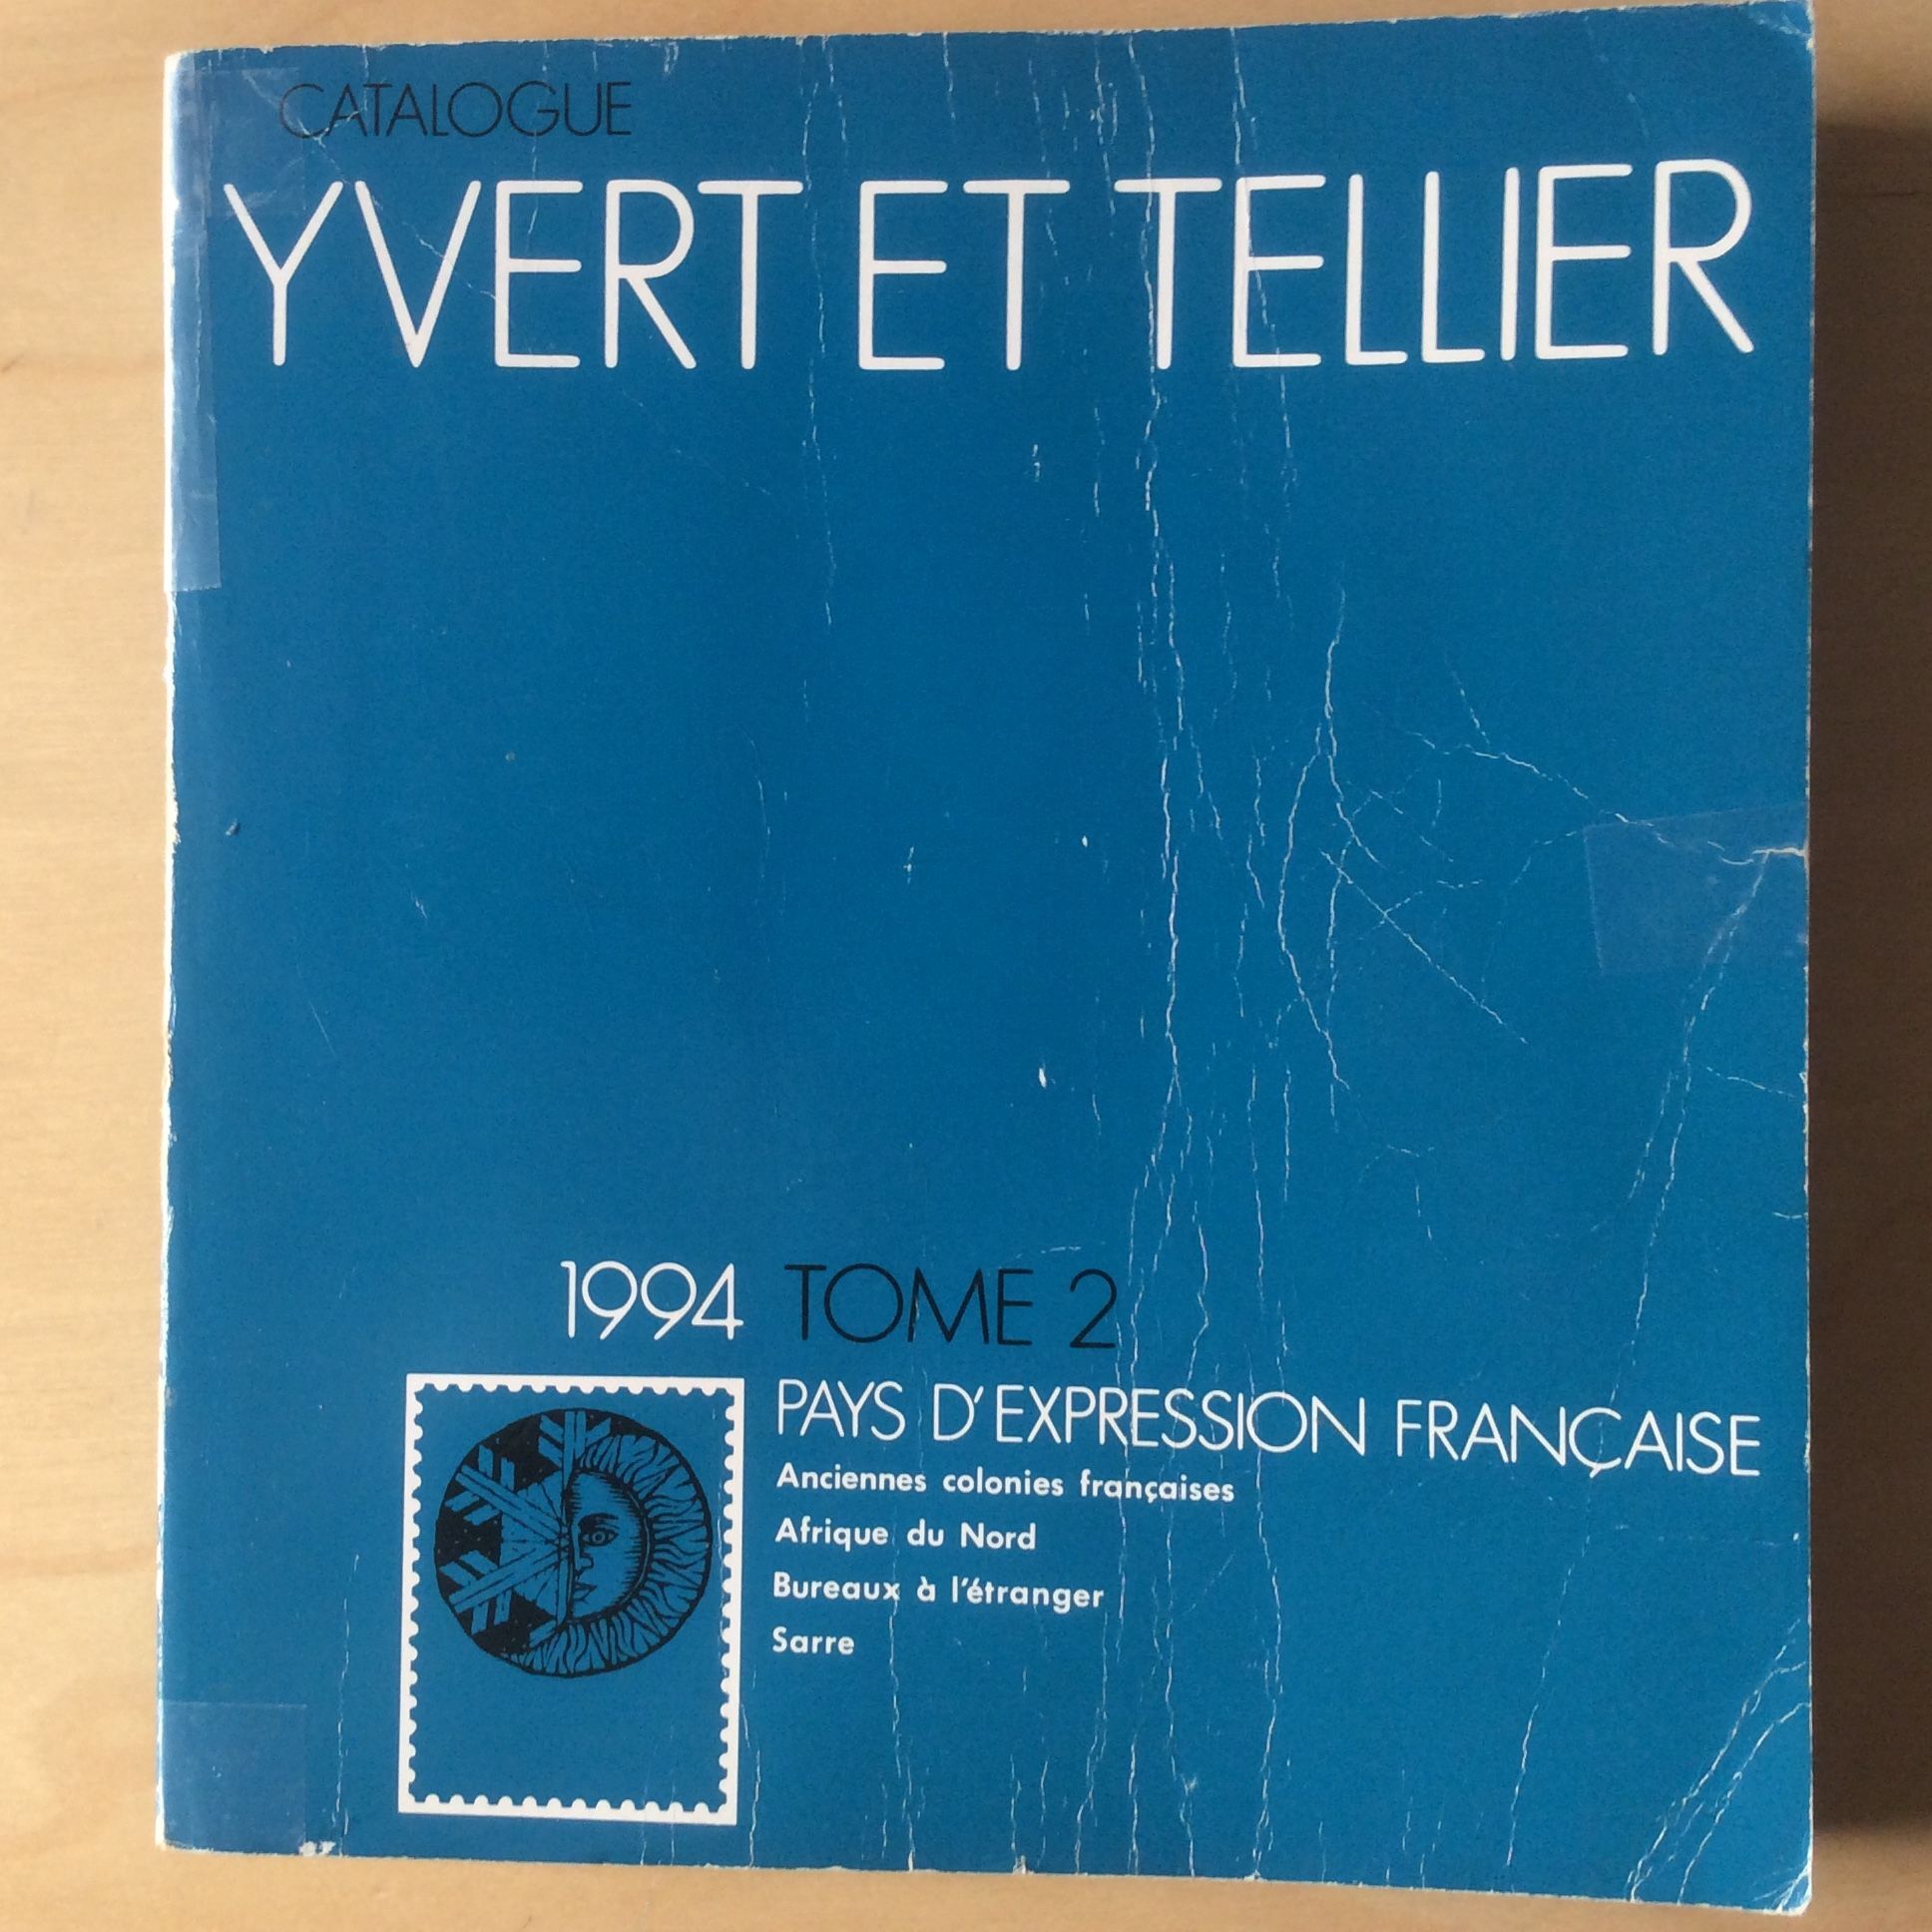 CATALOGUE
YVERT ET TELLIER
1994 TOME 2
PAYS D'EXPRESSION FRANÇAISE
Anciennes colonies françaises
Afrique du Nord
Bureaux à l'étranger
Sarre